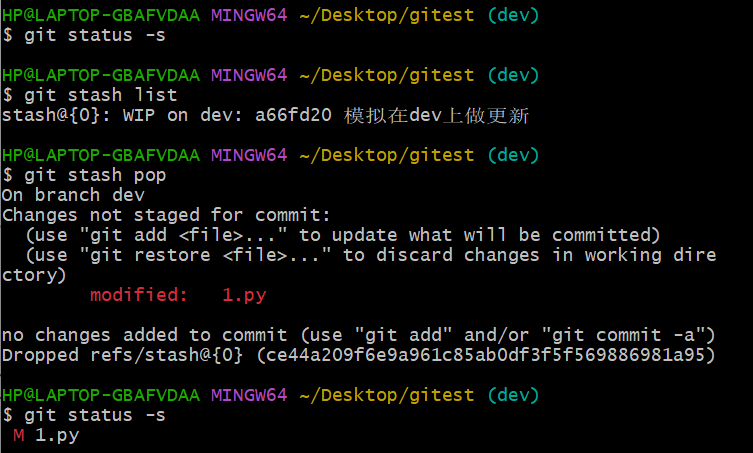 HP@LAPTOP-GBAFVDAA MINGW64 ~/Desktop/gitest (dev)
$ git status -s
HP@LAPTOP-GBAFVDAA MINGW64 ~/Desktop/gitest (dev)
$ git stash list
stash@{0}: WIP on dev: a66fd20 模拟在dev上做更新
HP@LAPTOP-GBAFVDAA MINGW64 ~/Desktop/gitest (dev)
$ git stash pop
On branch dev
Changes not staged for commit:
  (use "git add <file>..." to update what will be committed)
  (use "git restore <file>..." to discard changes in working dire
ctory)
        modified:   1.py
no changes added to commit (use "git add" and/or "git commit -a")
Dropped refs/stash@{0} (ce44a209f6e9a961c85ab0df3f5f569886981a95)
HP@LAPTOP-GBAFVDAA MINGW64 ~/Desktop/gitest (dev)
$ git status -s
 M 1.py